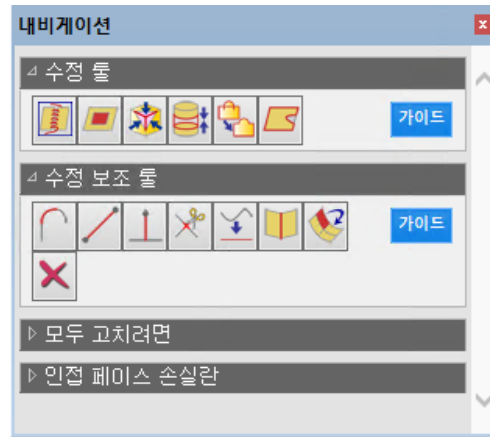 내비게이션
수정 툴
가이드
수정 보조 툴
가이드
모두 고치려면
인접 페이스 손실란